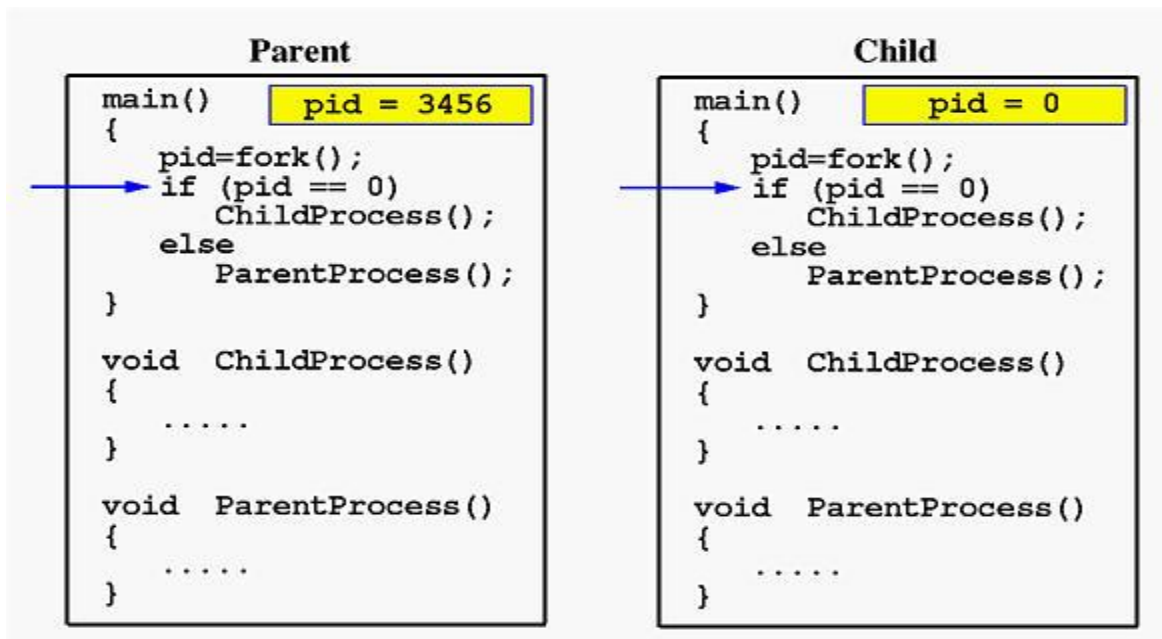 Parent
main()
pid = 3456
{
pid=fork();
if (pid == 0)
ChildProcess();
else
ParentProcess();
}
void ChildProcess()
{
.....
}
void ParentProcess()
{
.....
}
Child
main()
pid = 0
{
pid=fork();
if (pid == 0)
ChildProcess();
else
ParentProcess();
}
void ChildProcess()
{
.....
}
void ParentProcess()
{
.....
}